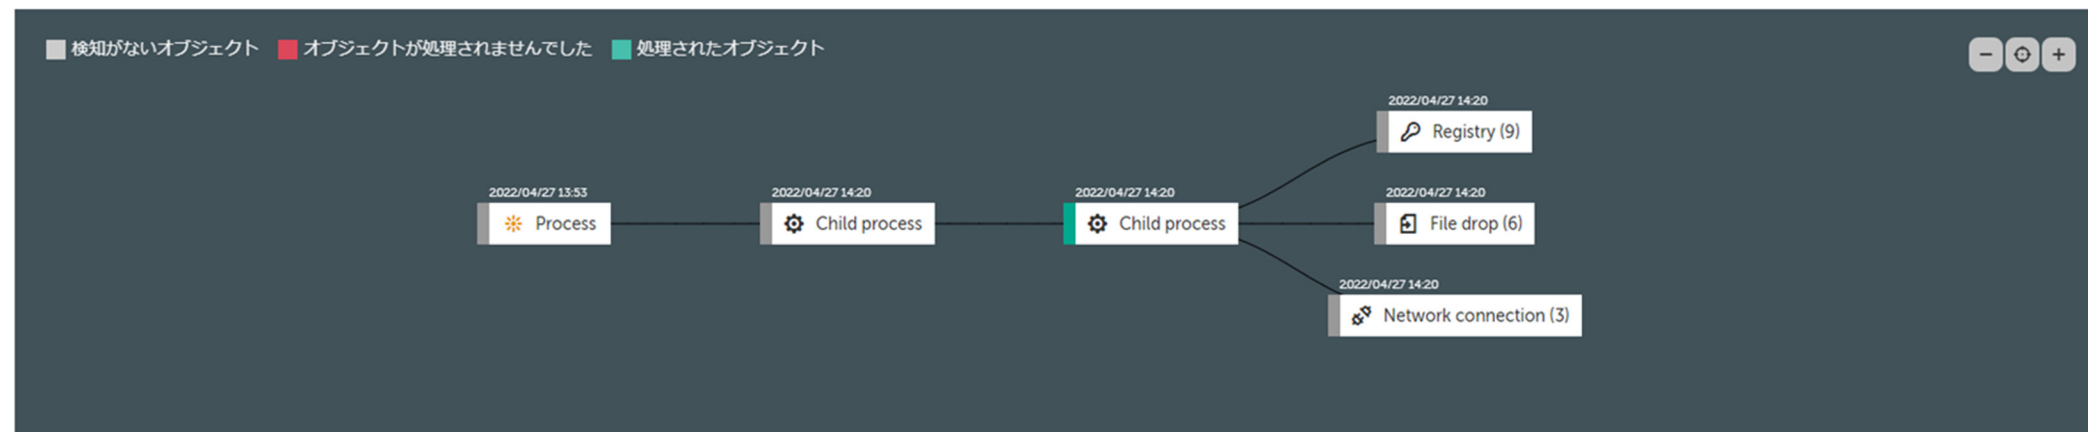 検知がないオブジェクト オブジェクトが処理されませんでした 処理されたオブジェクト
2022/04/27 14:20
Registry (9)
2022/04/27 13:53
Process
2022/04/27 14:20
Child process
2022/04/27 14:20
Child process
2022/04/27 14:20
File drop (6)
2022/04/27 14:20
Network connection (3)